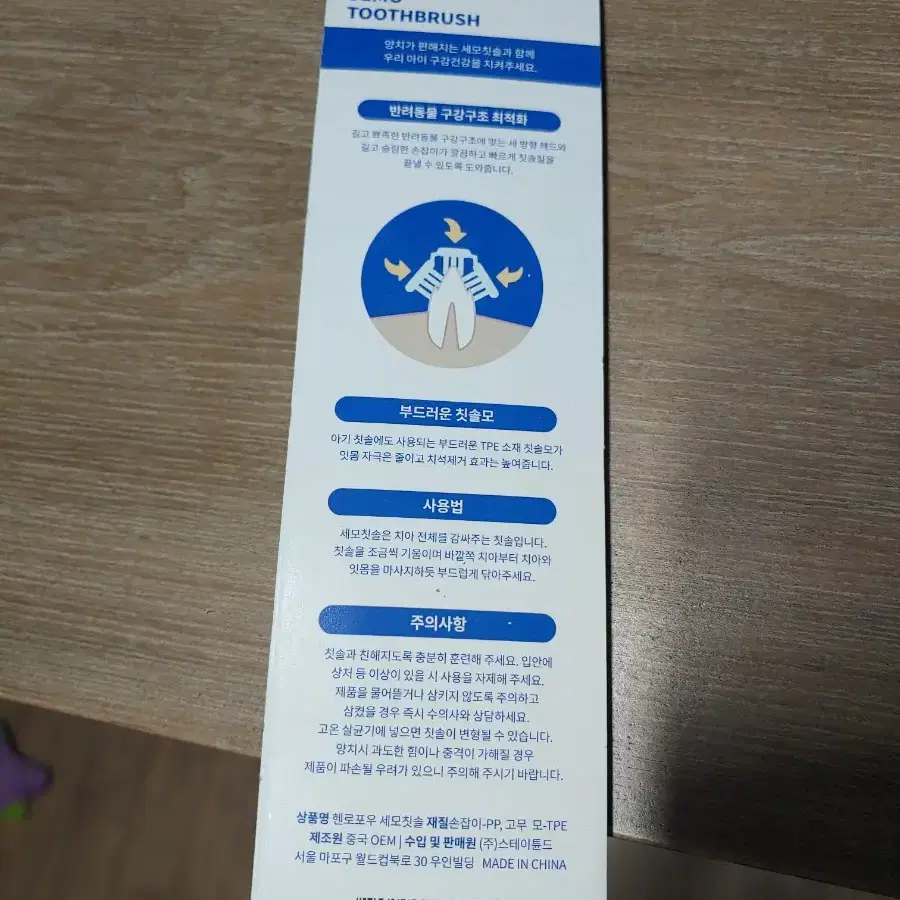 TOOTHBRUSH
양치가 편해지는 세모칫솔과 함께
우리 아이 구강건강을 지켜주세요.
반려동물 구강구조 최적화
길고 뾰족한 반려동물 구강구조에 맞는 세 방향 헤드와
길고 슬림한 손잡이가 깔끔하고 빠르게 칫솔질을
끝낼 수 있도록 도와줍니다.
부드러운 칫솔모
아기 칫솔에도 사용되는 부드러운 TPE 소재 칫솔모가
잇몸 자극은 줄이고 치석제거 효과는 높여줍니다.
사용법
세모칫솔은 치아 전체를 감싸주는 칫솔입니다.
칫솔을 조금씩 기울이며 바깥쪽 치아부터 치아와
잇몸을 마사지하듯 부드럽게 닦아주세요.
주의사항
칫솔과 친해지도록 충분히 훈련해 주세요. 입안에
상처 등 이상이 있을 시 사용을 자제해 주세요.
제품을 물어뜯거나 삼키지 않도록 주의하고
삼켰을 경우 즉시 수의사와 상담하세요.
고온 살균기에 넣으면 칫솔이 변형될 수 있습니다.
양치시 과도한 힘이나 충격이 가해질 경우
제품이 파손될 우려가 있으니 주의해 주시기 바랍니다.
상품명 헨로포우 세모칫솔 재질손잡이-PP, 고무 모-TPE
제조원 중국 OEM | 수입 및 판매원 (주)스테이튠드
서울 마포구 월드컵북로 30 우인빌딩 MADE IN CHINA